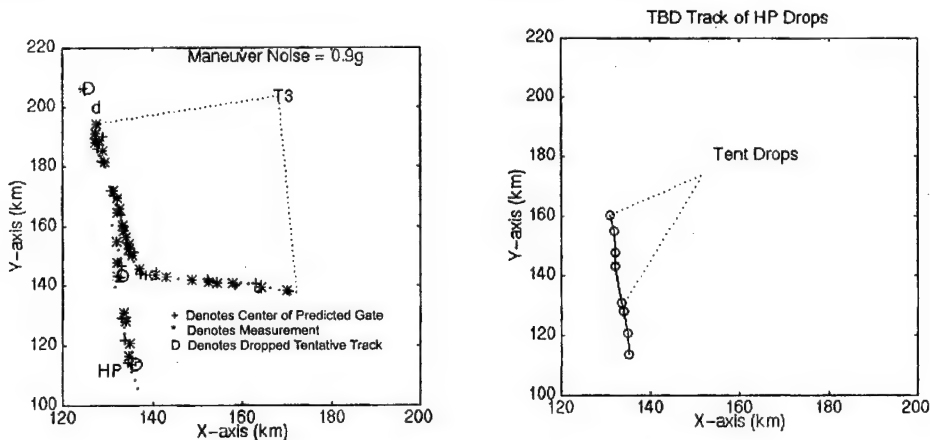 220
200
180
160
140
120
100
120
140
160
180
200
Y-axis (km)
X-axis (km)
Maneuver Noise = 0.9g
D
d
T3
D
D
HP
+ Denotes Center of Predicted Gate
* Denotes Measurement
D Denotes Dropped Tentative Track
TBD Track of HP Drops
220
200
180
160
140
120
100
120
140
160
180
200
Y-axis (km)
X-axis (km)
Tent Drops